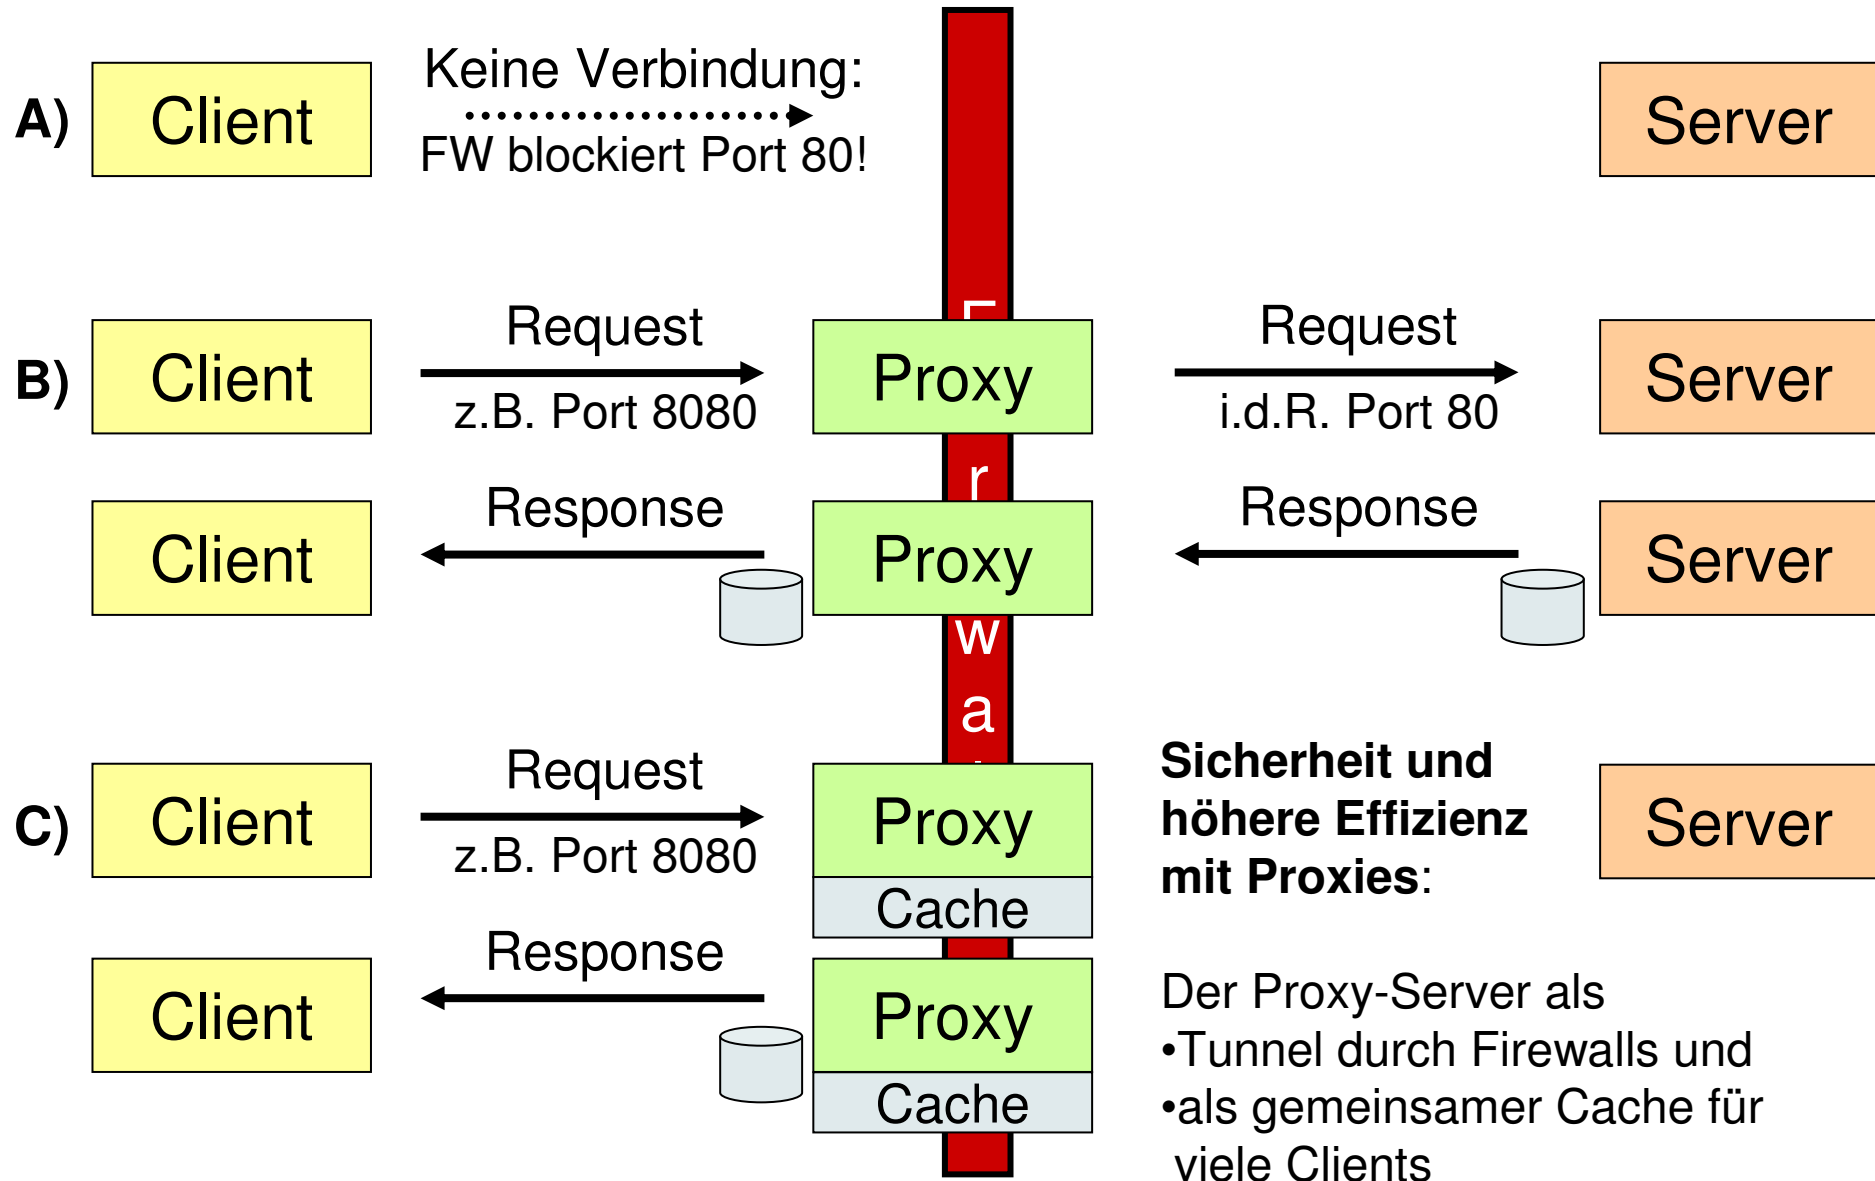 A)
Client
Keine Verbindung:
FW blockiert Port 80!
Server
B)
Client
Request
z.B. Port 8080
Proxy
Request
i.d.R. Port 80
Server
r
Client
Response
Proxy
Response
Server
w
a
C)
Client
Request
z.B. Port 8080
Proxy
Cache
Sicherheit und
höhere Effizienz
mit Proxies:
Server
Client
Response
Proxy
Cache
Der Proxy-Server als
•Tunnel durch Firewalls und
•als gemeinsamer Cache für
viele Clients